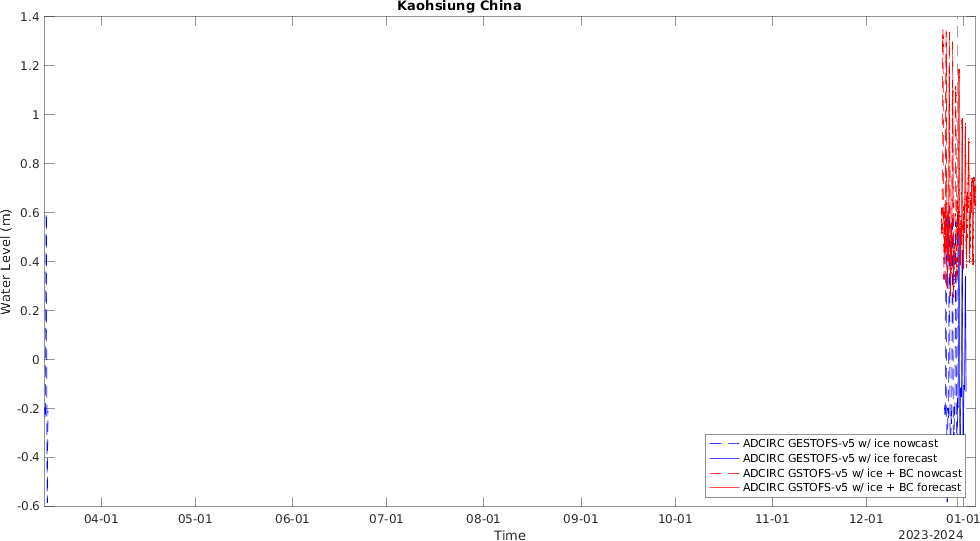 Kaohsiung China
1.4
1.2
1
0.8
0.6
0.4
0.2
0
-0.2
-0.4
-0.6
Water Level (m)
ADCIRC GESTOFS-v5 w/ ice nowcast
ADCIRC GESTOFS-v5 w/ ice forecast
ADCIRC GSTOFS-v5 w/ ice + BC nowcast
ADCIRC GSTOFS-v5 w/ ice + BC forecast
04-01 05-01 06-01 07-01 08-01 09-01 10-01 11-01 12-01 01-01
Time
2023-2024